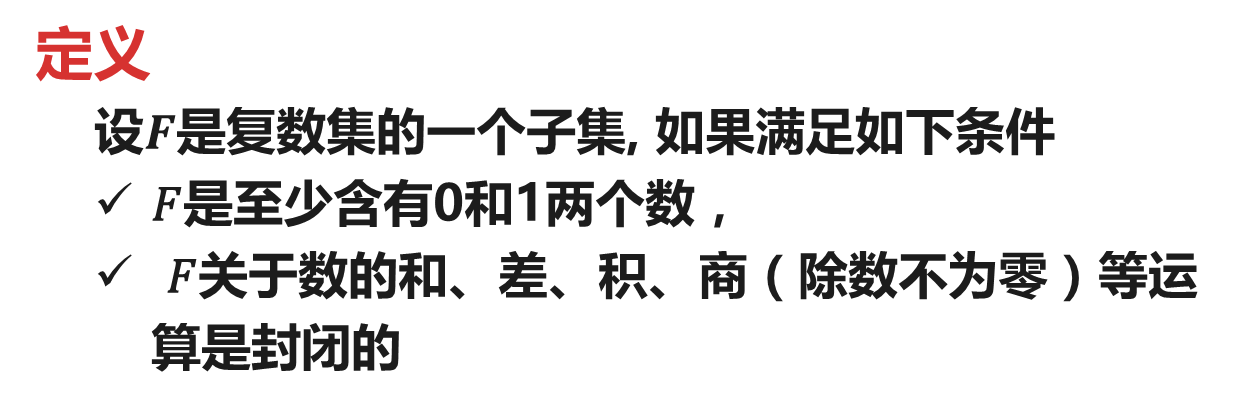 定义
设F是复数集的一个子集, 如果满足如下条件
✓ F是至少含有0和1两个数，
✓ F关于数的和、差、积、商（除数不为零）等运
算是封闭的